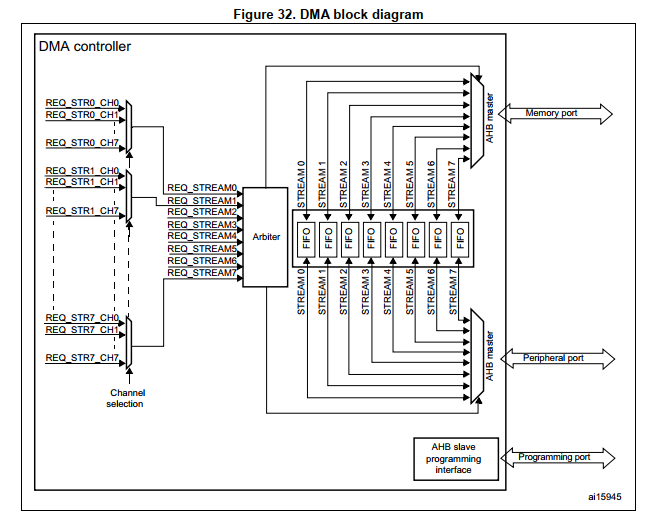 Figure 32. DMA block diagram
DMA controller
REQ_STR0_CH0
REQ_STR0_CH1
REQ_STR0_CH7
REQ_STR1_CH0
REQ_STR1_CH1
REQ_STR1_CH7
REQ_STR7_CH0
REQ_STR7_CH1
REQ_STR7_CH7
Channel
selection
REQ_STREAM0
REQ_STREAM1
REQ_STREAM2
REQ_STREAM3
REQ_STREAM4
REQ_STREAM5
REQ_STREAM6
REQ_STREAM7
Arbiter
STREAM 0
STREAM 1
STREAM 2
STREAM 3
STREAM 4
STREAM 5
STREAM 6
STREAM 7
FIFO
FIFO
FIFO
FIFO
FIFO
FIFO
FIFO
FIFO
STREAM 0
STREAM 1
STREAM 2
STREAM 3
STREAM 4
STREAM 5
STREAM 6
STREAM 7
AHB master
Memory port
AHB master
Peripheral port
AHB slave
programming
interface
Programming port
ai15945